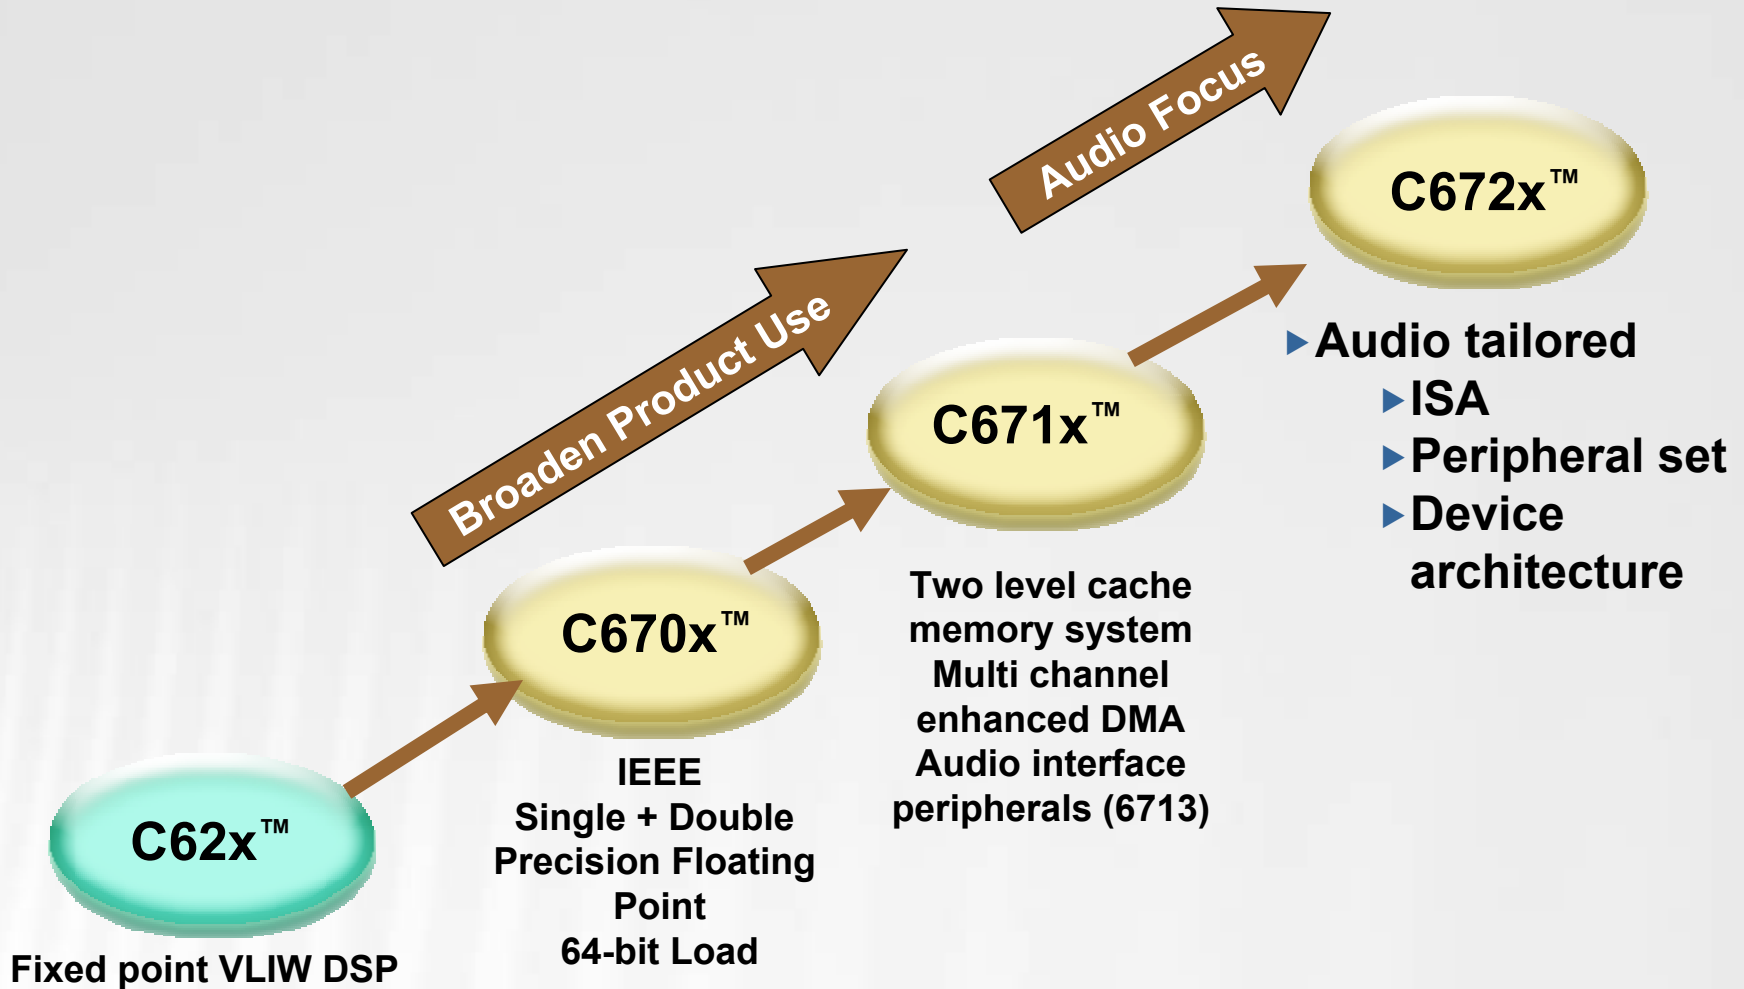 Audio Focus
C672x™
Broaden Product Use
Audio tailored
ISA
Peripheral set
Device
architecture
C671x™
Two level cache
memory system
Multi channel
enhanced DMA
Audio interface
peripherals (6713)
C670x™
IEEE
Single + Double
Precision Floating
Point
64-bit Load
C62x™
Fixed point VLIW DSP